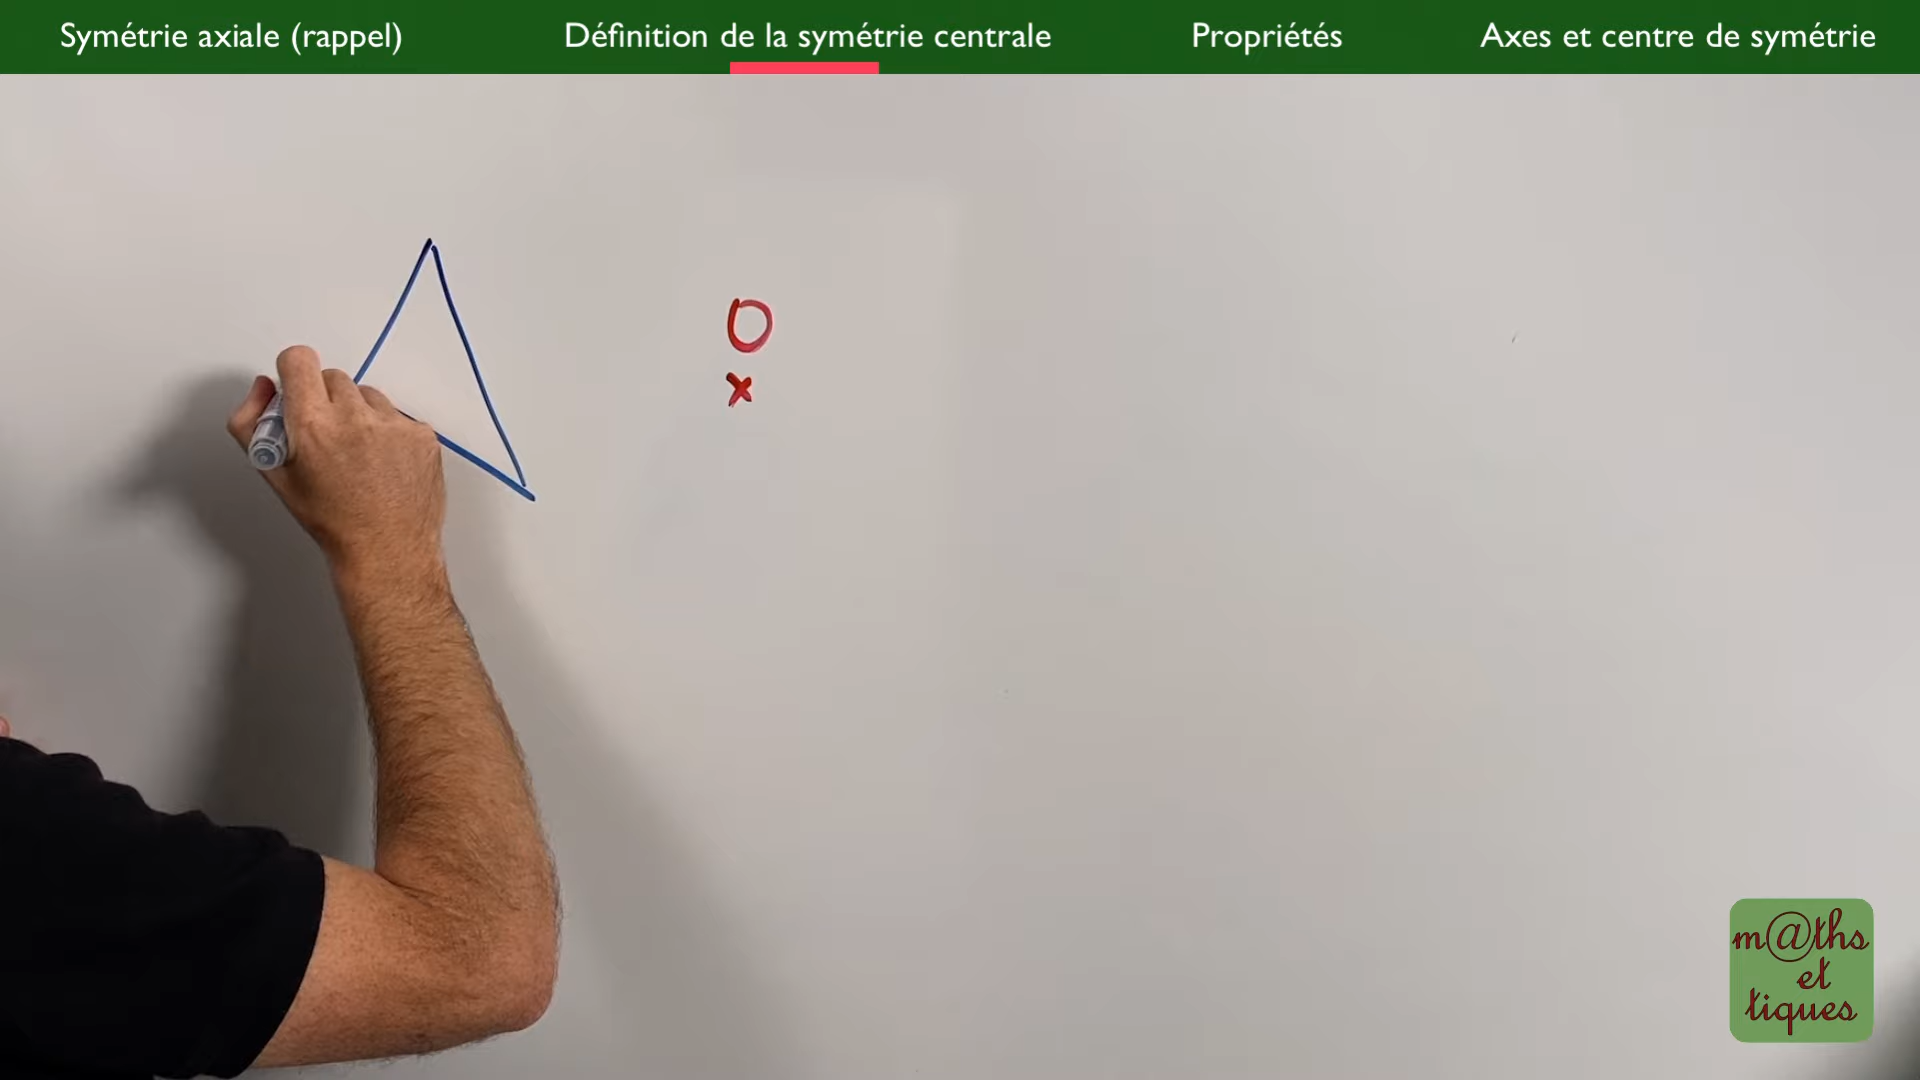 Symétrie axiale (rappel)
Définition de la symétrie centrale
Propriétés
Axes et centre de symétrie
O
x
m@ths
et
tiques